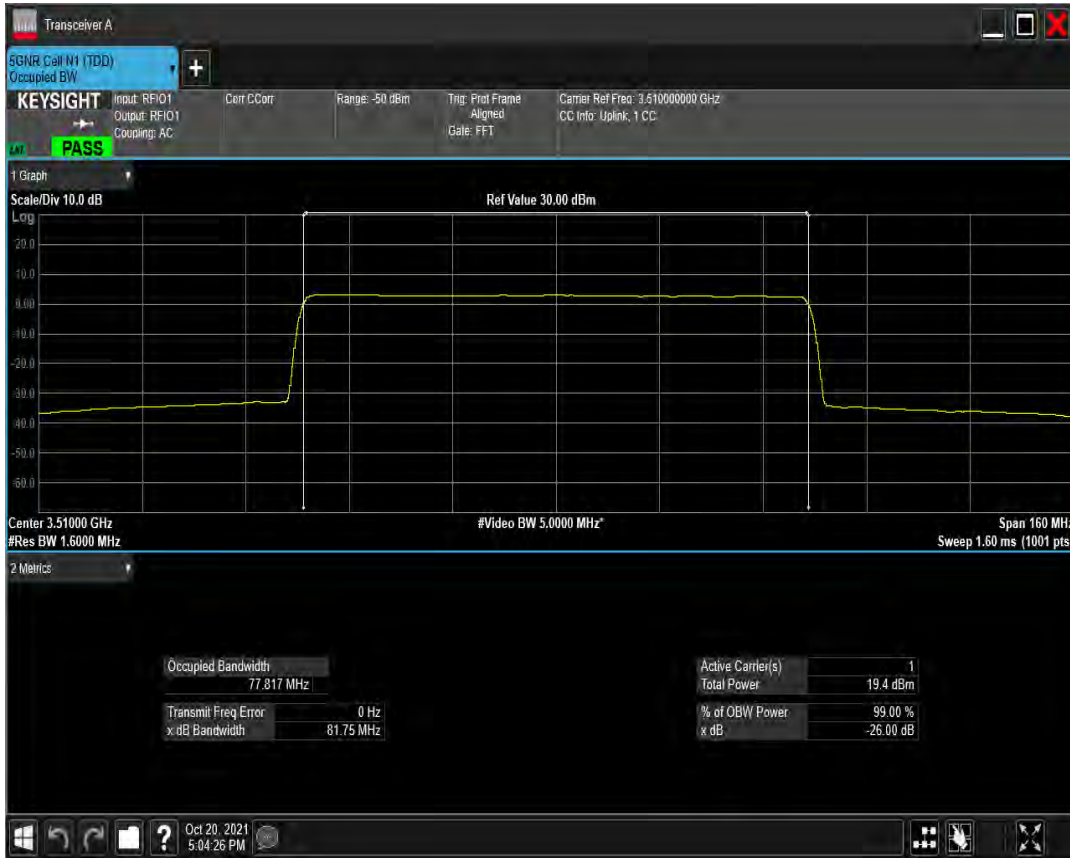 Transceiver A
5GNR Cell N1 (TDD)
Occupied BW
KEYSIGHT
PASS
Input: RFIO1
Output: RFIO1
Coupling: AC
Corr CCorr
Range: -50 dBm
Trig: Prot Frame
Aligned
Gate: FFT
Carrier Ref Freq: 3.510000000 GHz
CC Info: Uplink, 1 CC
1 Graph
Scale/Div 10.0 dB
Ref Value 30.00 dBm
Log
20.0
10.0
0.00
-10.0
-20.0
-30.0
-40.0
-50.0
-60.0
Center 3.51000 GHz
#Video BW 5.0000 MHz*
Span 160 MHz
#Res BW 1.6000 MHz
Sweep 1.60 ms (1001 pts
2 Metrics
Occupied Bandwidth
77.817 MHz
Transmit Freq Error 0 Hz
x dB Bandwidth 81.75 MHz
Active Carrier(s) 1
Total Power 19.4 dBm
% of OBW Power 99.00 %
x dB -26.00 dB
Oct 20, 2021
5:04:26 PM